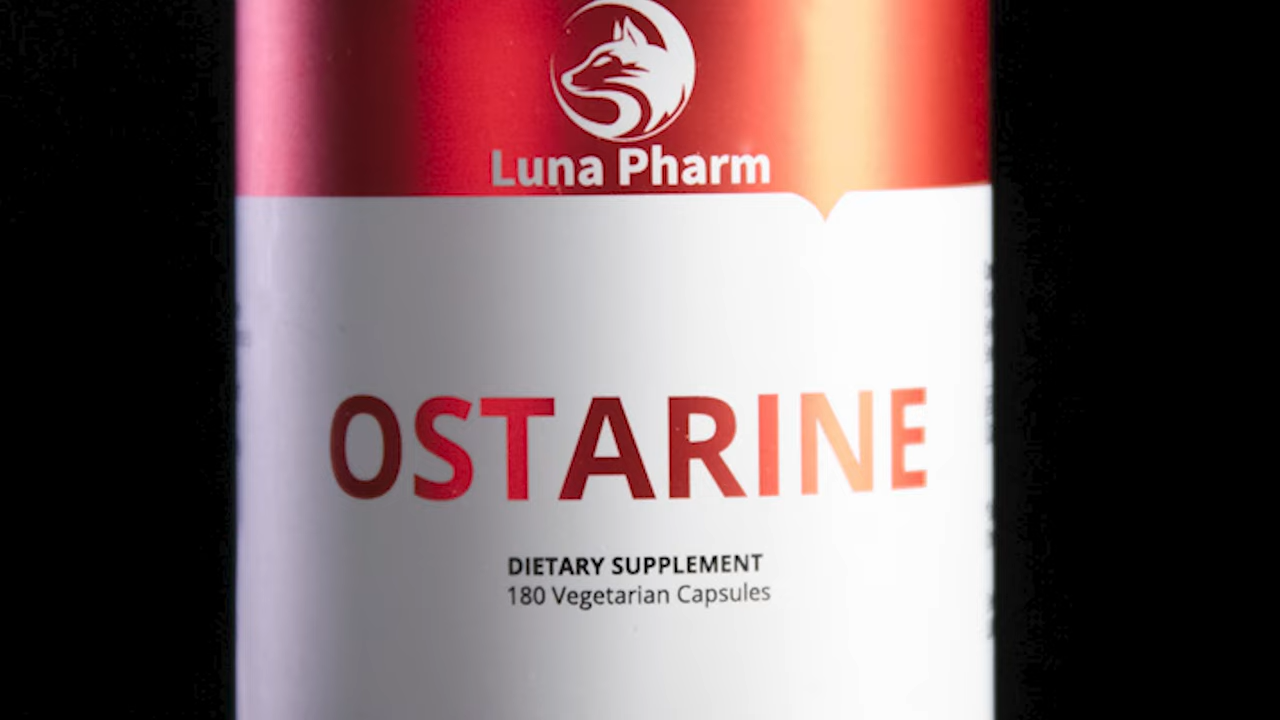 Luna Pharm
OSTARINE
DIETARY SUPPLEMENT
180 Vegetarian Capsules